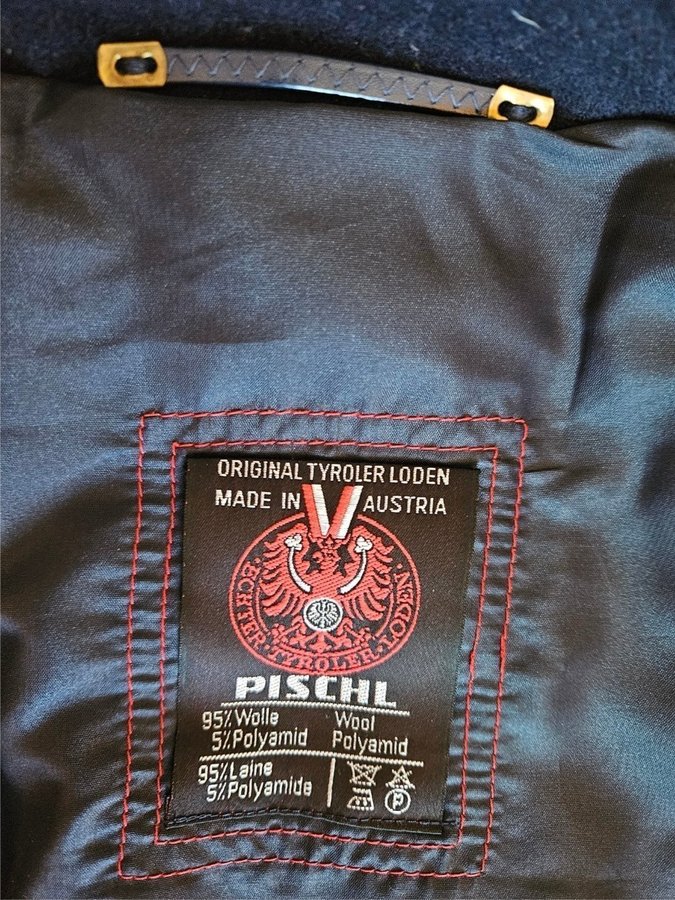 ORIGINAL TYROLER LODEN
MADE IN AUSTRIA
ECHTER TYROLER LODEN
PISCHL
95% Wolle Wool
5% Polyamid Polyamid
95% Laine
5% Polyamide
P